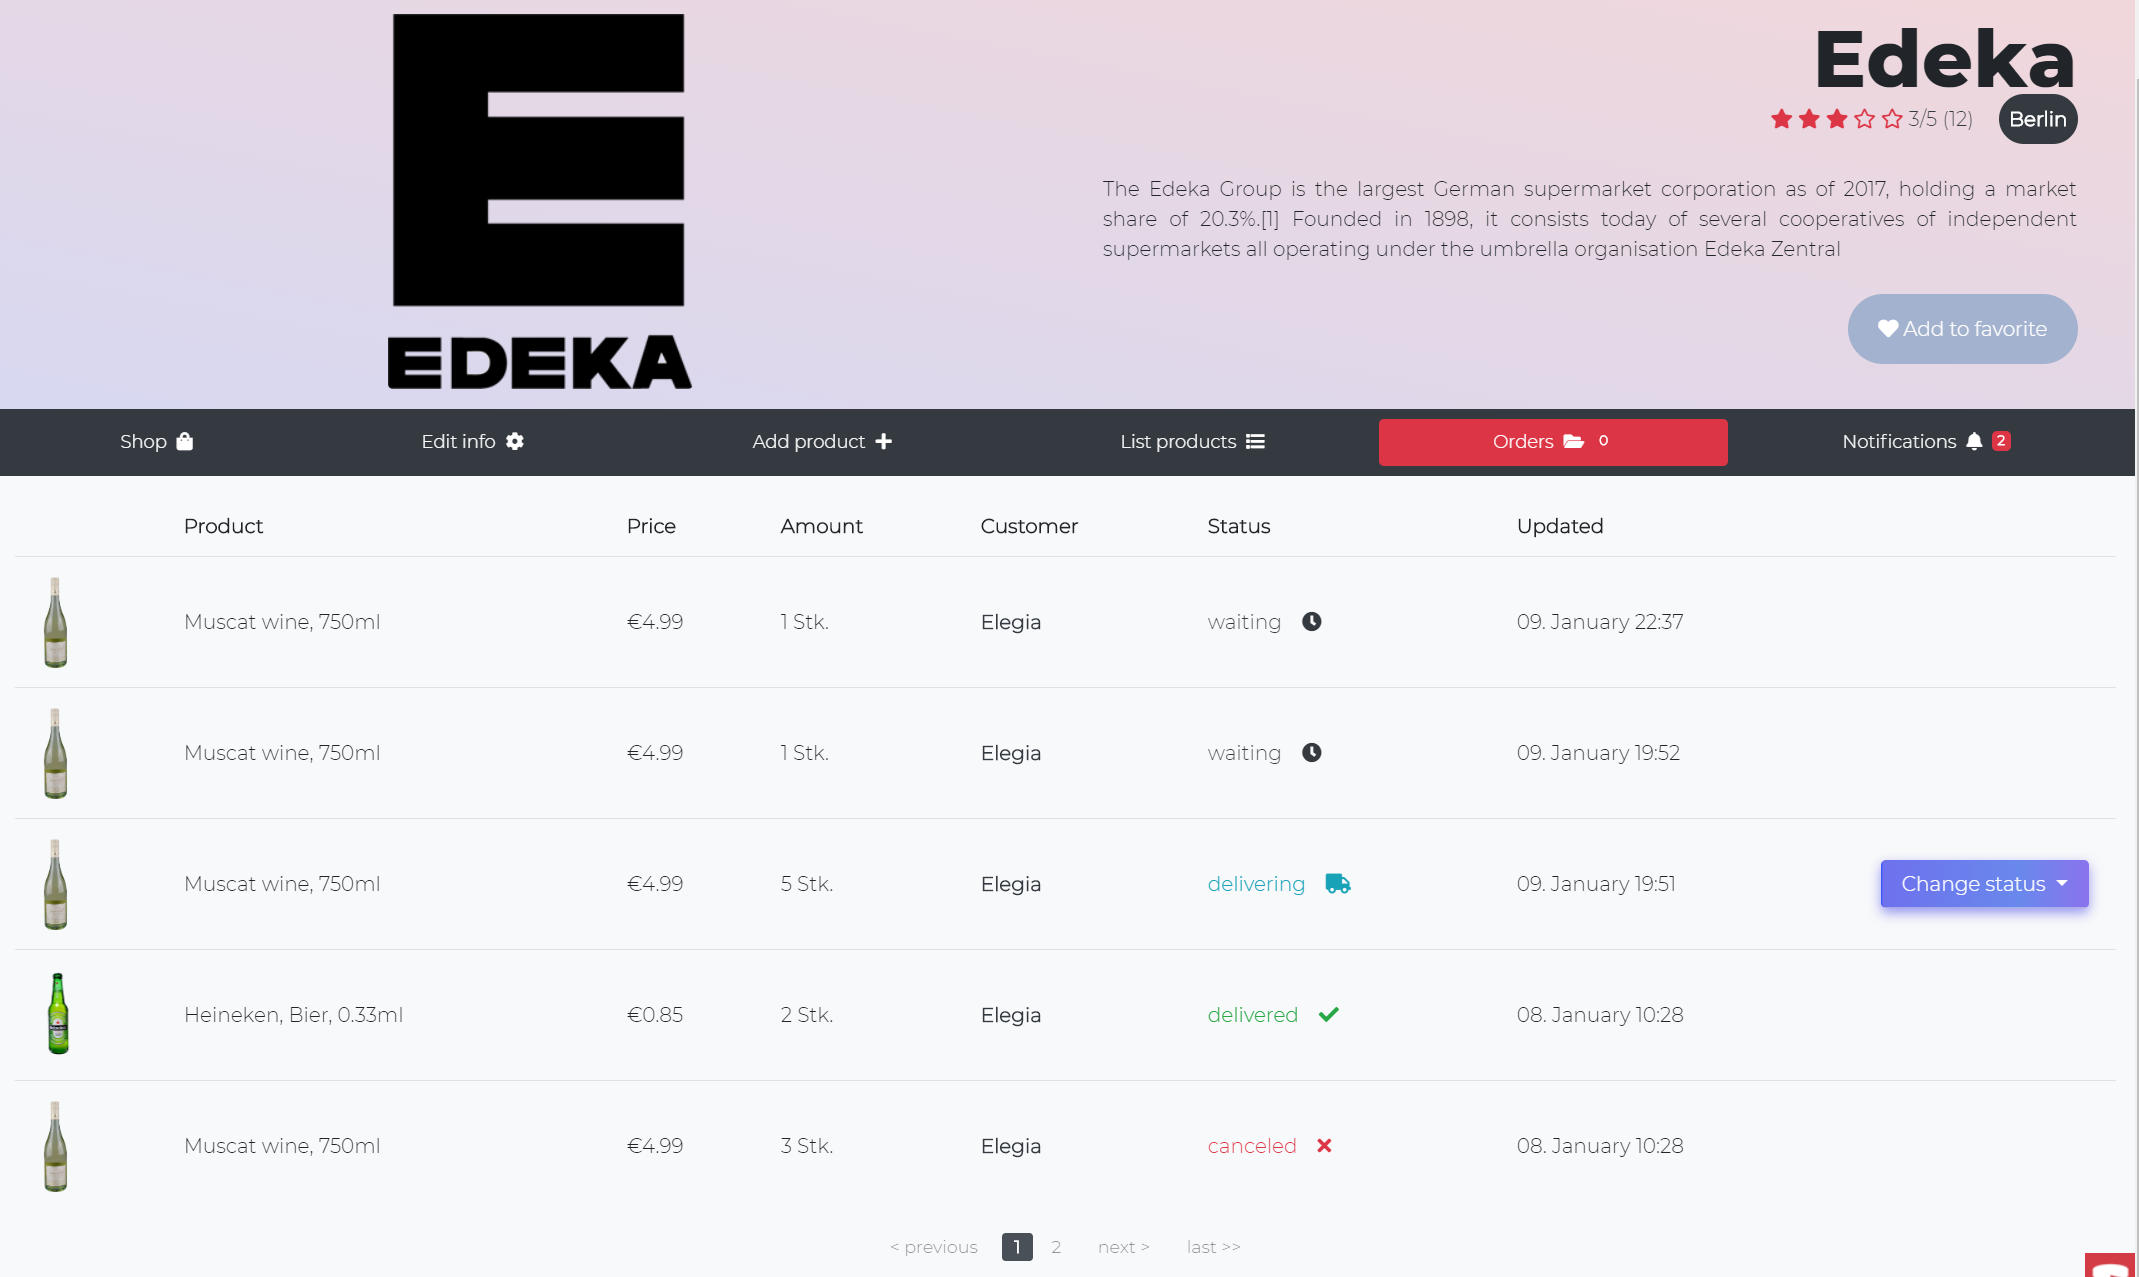 E
EDEKA
Edeka
3/5 (12) Berlin
The Edeka Group is the largest German supermarket corporation as of 2017, holding a market
share of 20.3%.[1] Founded in 1898, it consists today of several cooperatives of independent
supermarkets all operating under the umbrella organisation Edeka Zentral
Add to favorite
Shop Edit info Add product List products Orders 0 Notifications 2
Product Price Amount Customer Status Updated
Muscat wine, 750ml €4.99 1 Stk. Elegia waiting 09. January 22:37
Muscat wine, 750ml €4.99 1 Stk. Elegia waiting 09. January 19:52
Muscat wine, 750ml €4.99 5 Stk. Elegia delivering 09. January 19:51 Change status
Heineken, Bier, 0.33ml €0.85 2 Stk. Elegia delivered 08. January 10:28
Muscat wine, 750ml €4.99 3 Stk. Elegia canceled 08. January 10:28
< previous 1 2 next > last >>